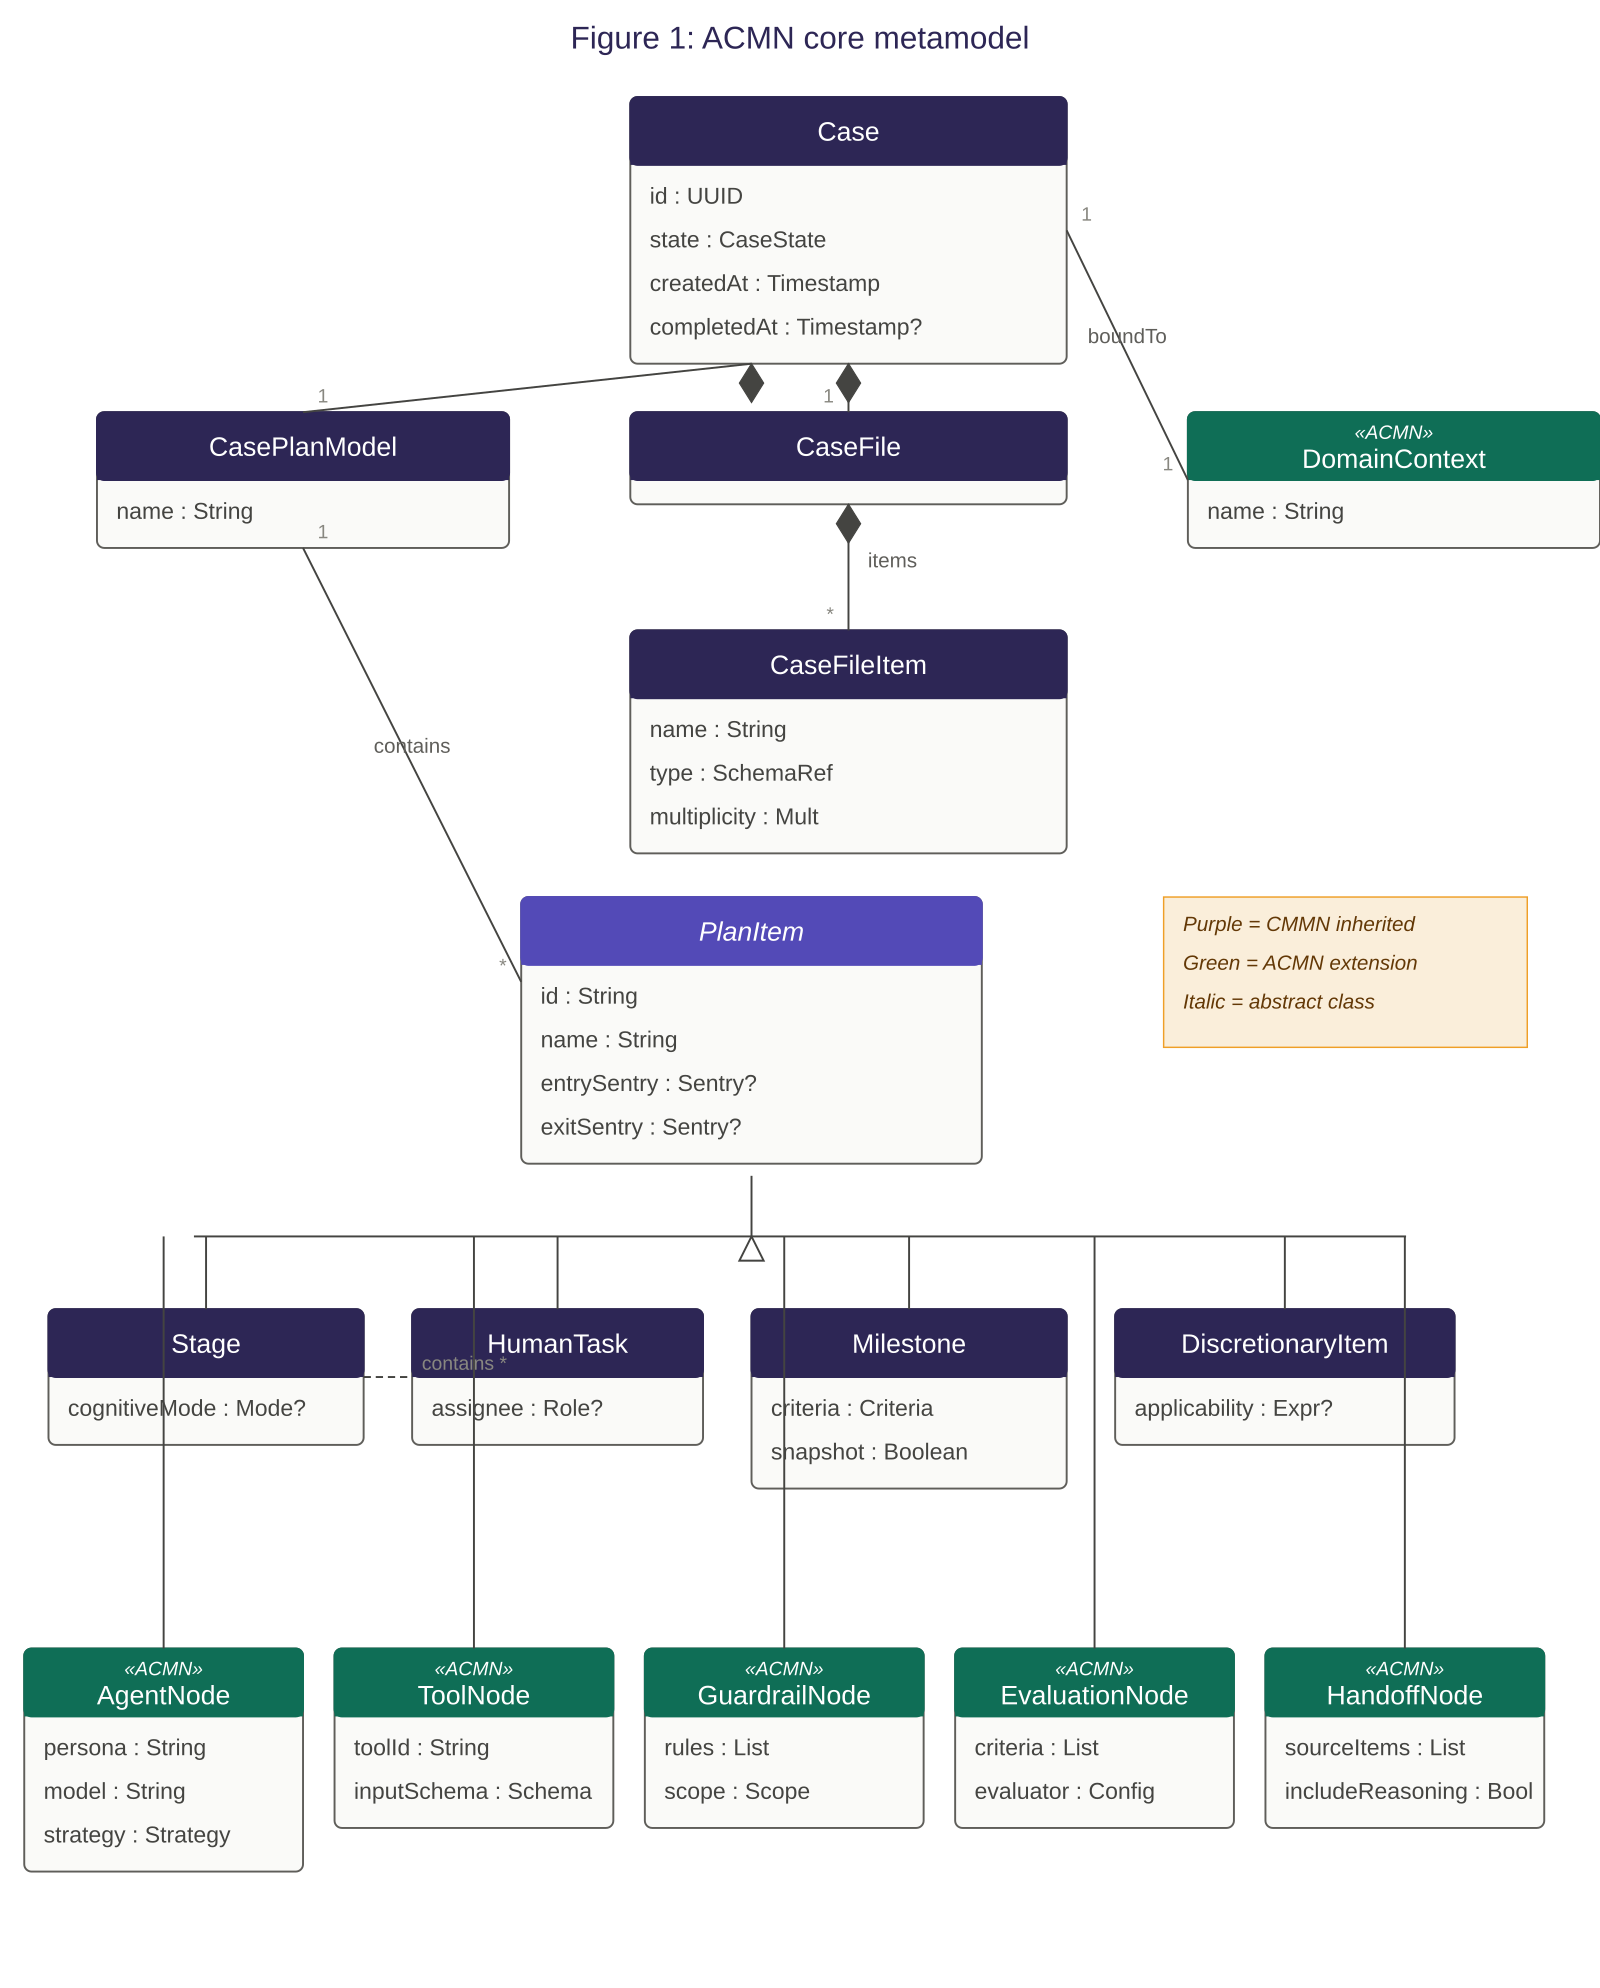 Figure 1: ACMN core metamodel
Case
id : UUID
state : CaseState
createdAt : Timestamp
completedAt : Timestamp?
1
boundTo
1
1
1
CasePlanModel
name : String
1
CaseFile
«ACMN»
DomainContext
name : String
items
*
CaseFileItem
name : String
type : SchemaRef
multiplicity : Mult
contains
*
PlanItem
id : String
name : String
entrySentry : Sentry?
exitSentry : Sentry?
Purple = CMMN inherited
Green = ACMN extension
Italic = abstract class
Stage
cognitiveMode : Mode?
contains *
HumanTask
assignee : Role?
Milestone
criteria : Criteria
snapshot : Boolean
DiscretionaryItem
applicability : Expr?
«ACMN»
AgentNode
persona : String
model : String
strategy : Strategy
«ACMN»
ToolNode
toolId : String
inputSchema : Schema
«ACMN»
GuardrailNode
rules : List
scope : Scope
«ACMN»
EvaluationNode
criteria : List
evaluator : Config
«ACMN»
HandoffNode
sourceItems : List
includeReasoning : Bool